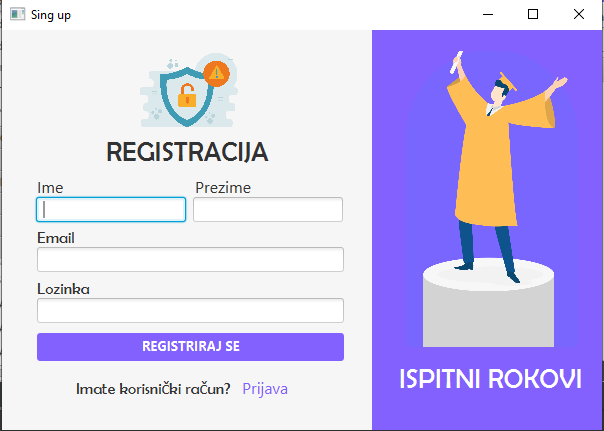 Sing up
REGISTRACIJA
Ime Prezime
Email
Lozinka
REGISTRIRAJ SE
Imate korisnički račun? Prijava
ISPITNI ROKOVI